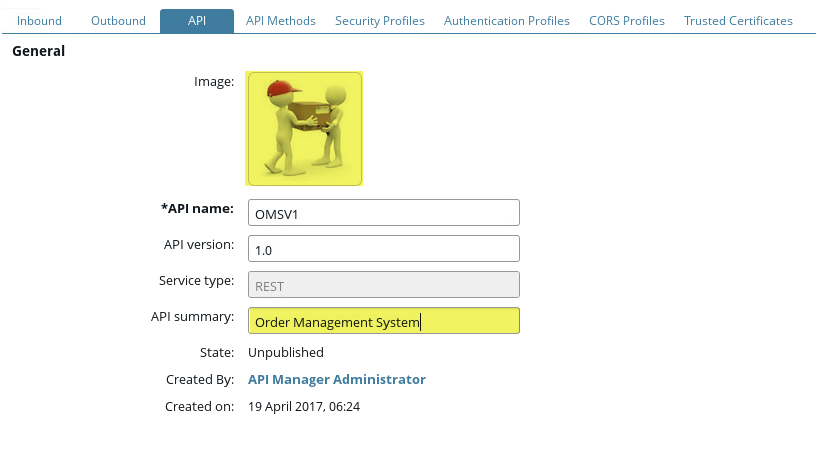 Inbound Outbound API API Methods Security Profiles Authentication Profiles CORS Profiles Trusted Certificates
General
Image:
*API name: OMSV1
API version: 1.0
Service type: REST
API summary: Order Management System
State: Unpublished
Created By: API Manager Administrator
Created on: 19 April 2017, 06:24